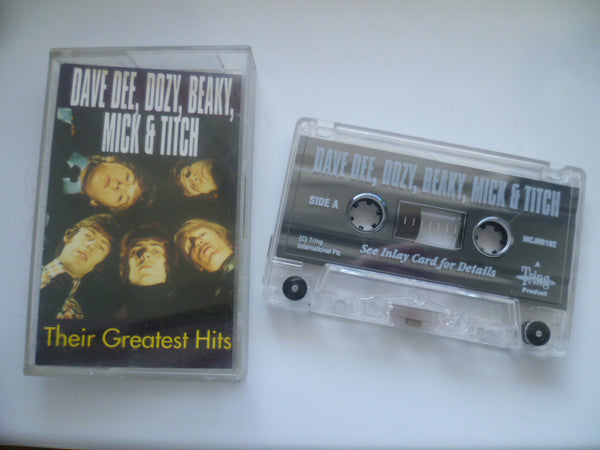 DAVE DEE, DOZY, BEAKY,
MICK & TITCH
Their Greatest Hits
DAVE DEE, DOZY, BEAKY, MICK & TITCH
SIDE A
(C) Tring
International Plc
See Inlay Card for Details
A
Tring
Product